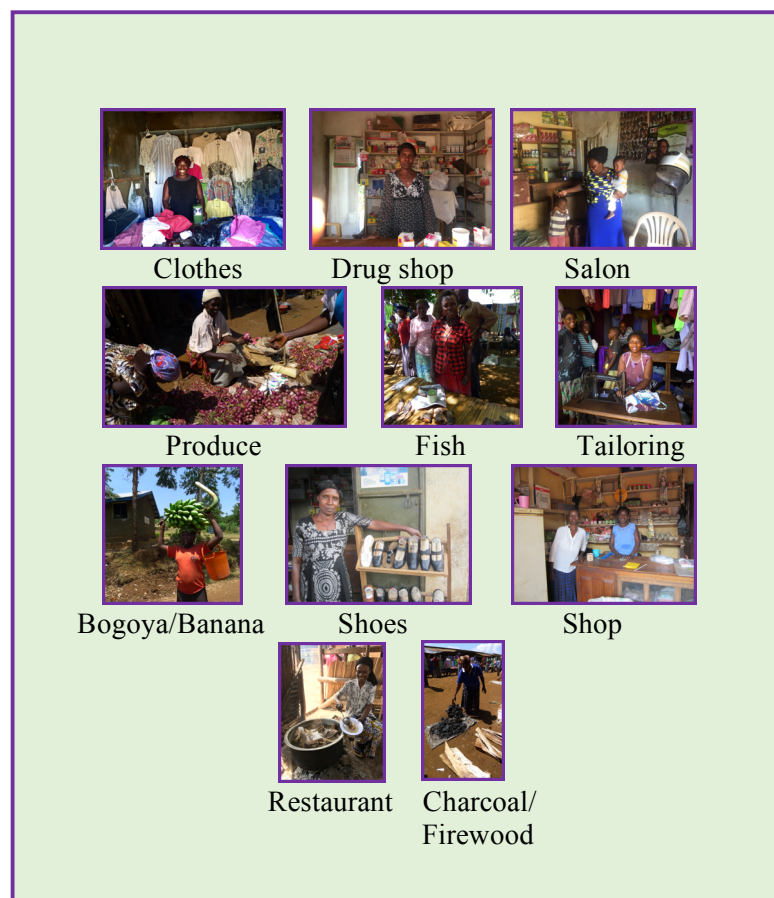 Clothes Drug shop Salon
Produce Fish Tailoring
Bogoya/Banana Shoes Shop
Restaurant Charcoal/
Firewood